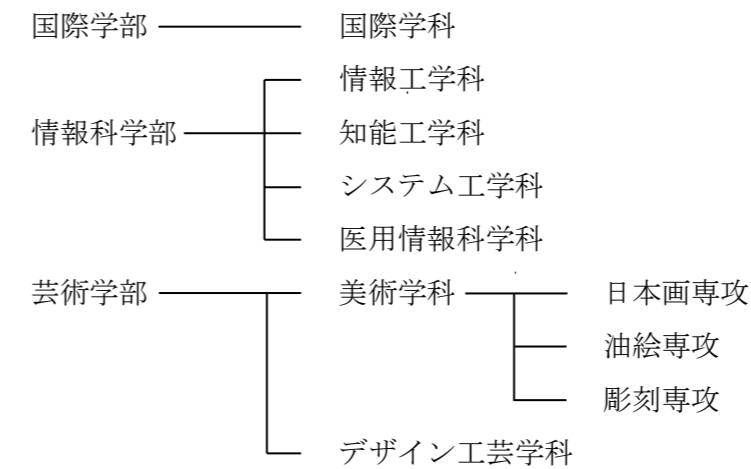 国際学部 国際学科
情報工学科
情報科学部 知能工学科
システム工学科
医用情報科学科
芸術学部 美術学科 日本画専攻
油絵専攻
彫刻専攻
デザイン工芸学科